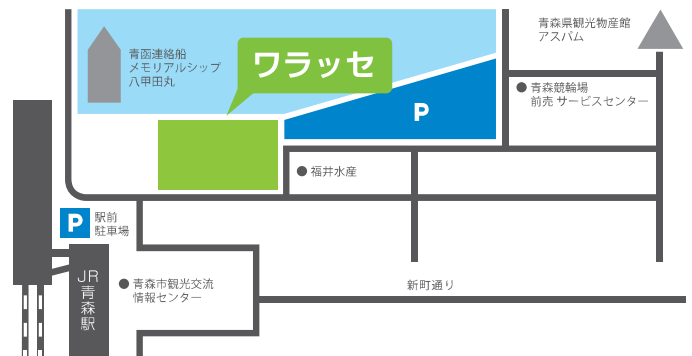 青函連絡船
メモリアルシップ
八甲田丸
ワラッセ
青森県観光物産館
アスパム
P
青森競輪場
前売 サービスセンター
福井水産
P
駅前
駐車場
JR
青森駅
青森市観光交流
情報センター
新町通り